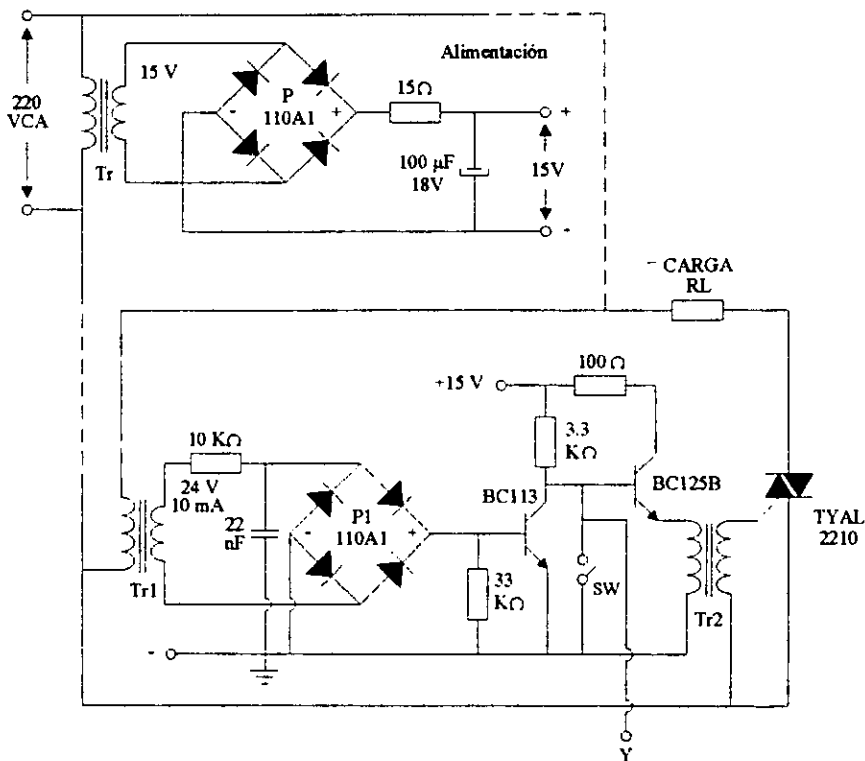 Alimentación
15 V
220
VCA
P
110A1
-
+
15Ω
+
100 µF
18V
15V
-
Tr
CARGA
RL
+15 V
100 Ω
3.3
KΩ
10 KΩ
24 V
10 mA
BC113
BC125B
22
nF
P1
110A1
-
+
TYAL
2210
33
KΩ
SW
Tr1
Tr2
-
Y